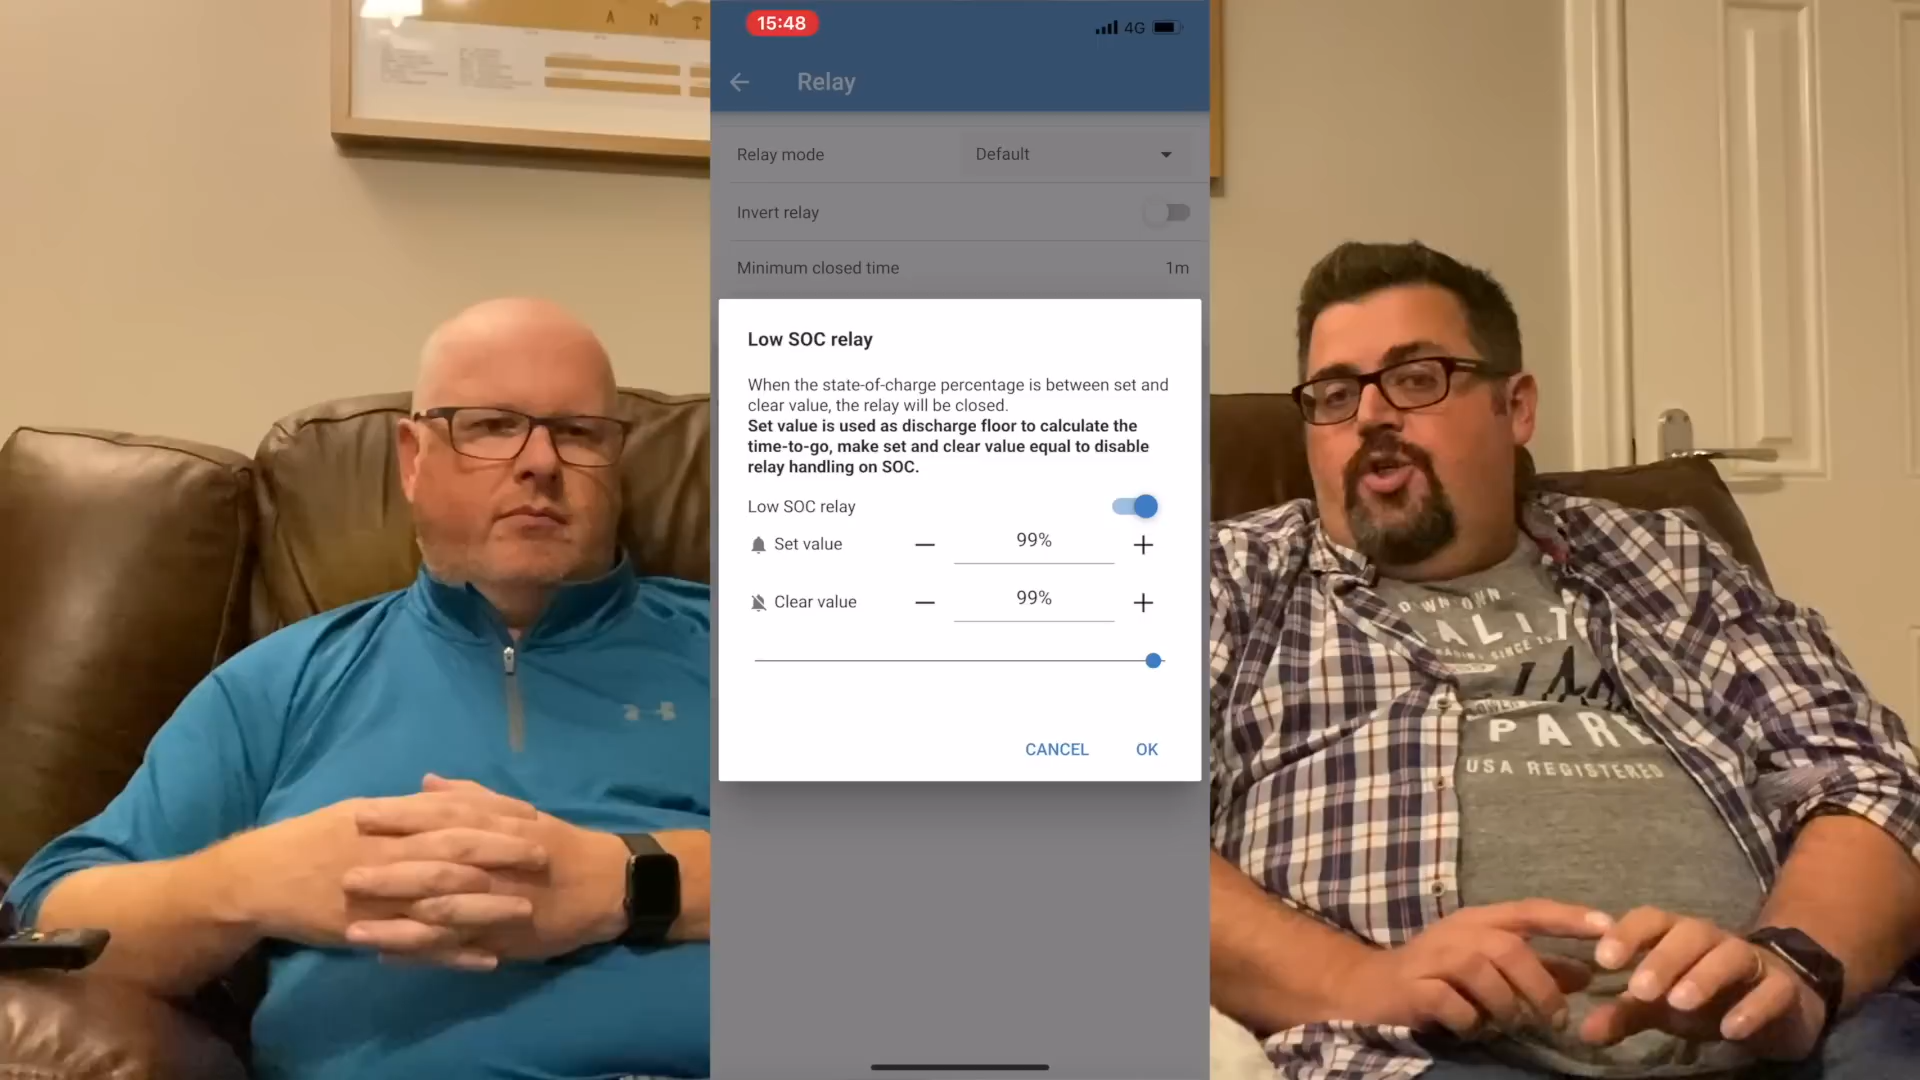 A N T
15:48
4G
Relay
Relay mode
Default
Invert relay
Minimum closed time
1m
Low SOC relay
When the state-of-charge percentage is between set and
clear value, the relay will be closed.
Set value is used as discharge floor to calculate the
time-to-go, make set and clear value equal to disable
relay handling on SOC.
Low SOC relay
Set value
99%
Clear value
99%
CANCEL
OK
USA REGISTERED